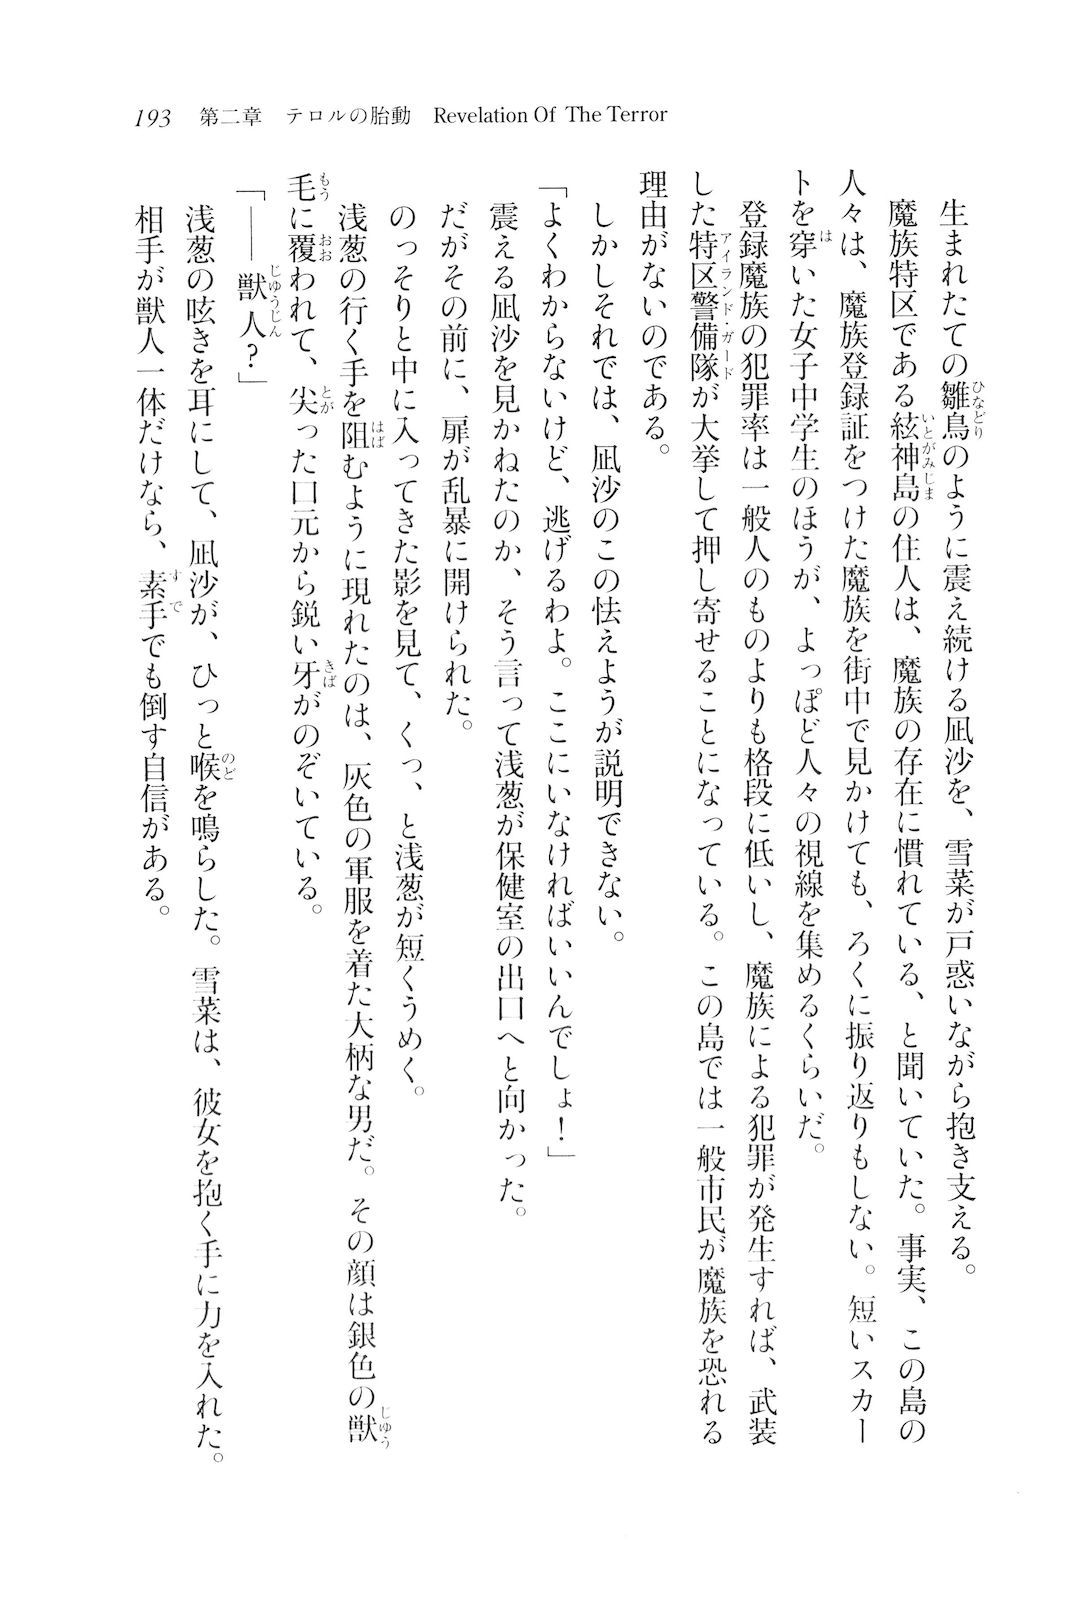 193　第二章　テロルの胎動　Revelation Of The Terror
生まれたての雛鳥のように震え続ける凪沙を、雪菜が戸惑いながら抱き支える。
魔族特区である絃神島の住人は、魔族の存在に慣れている、と聞いていた。事実、この島の
人々は、魔族登録証をつけた魔族を街中で見かけても、ろくに振り返りもしない。短いスカー
トを穿いた女子中学生のほうが、よっぽど人々の視線を集めるくらいだ。
登録魔族の犯罪率は一般人のものよりも格段に低いし、魔族による犯罪が発生すれば、武装
した特区警備隊が大挙して押し寄せることになっている。この島では一般市民が魔族を恐れる
理由がないのである。
しかしそれでは、凪沙のこの怯えようが説明できない。
「よくわからないけど、逃げるわよ。ここにいなければいいんでしょ！」
震える凪沙を見かねたのか、そう言って浅葱が保健室の出口へと向かった。
だがその前に、扉が乱暴に開けられた。
のっそりと中に入ってきた影を見て、くっ、と浅葱が短くうめく。
浅葱の行く手を阻むように現れたのは、灰色の軍服を着た大柄な男だ。その顔は銀色の獣
毛に覆われて、尖った口元から鋭い牙がのぞいている。
「――獣人？」
浅葱の呟きを耳にして、凪沙が、ひっと喉を鳴らした。雪菜は、彼女を抱く手に力を入れた。
相手が獣人一体だけなら、素手でも倒す自信がある。